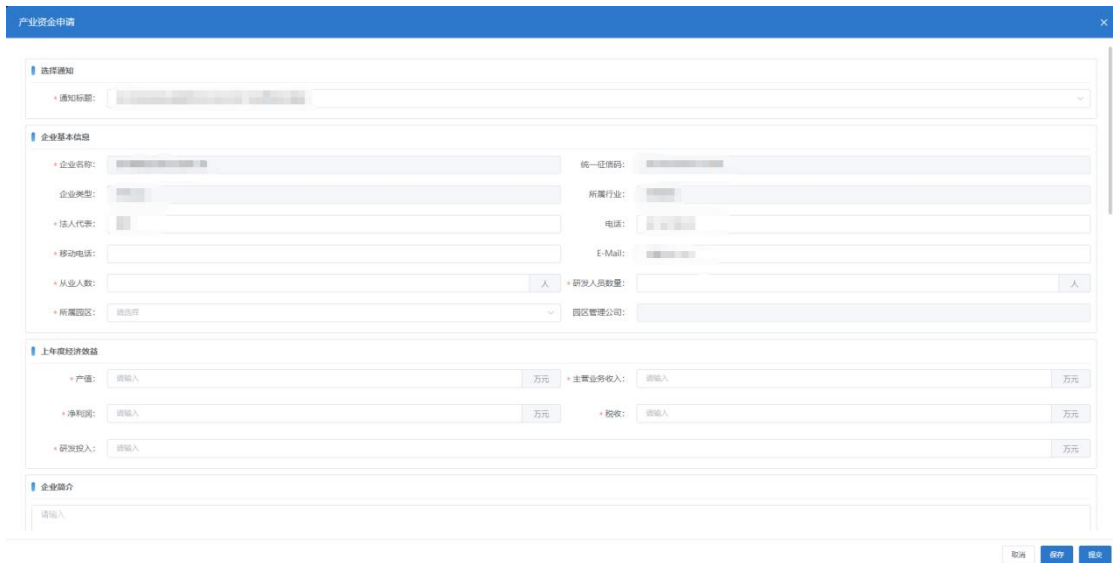 产业资金申请 ×
选择通知
* 通知标题:
企业基本信息
* 企业名称: 统一征信码:
企业类型: 所属行业:
* 法人代表: 电话:
* 移动电话: E-Mail:
* 从业人数: 人 * 研发人员数量: 人
* 所属园区: 请选择 园区管理公司:
上年度经济效益
* 产值: 请输入 万元 * 主营业务收入: 请输入 万元
* 净利润: 请输入 万元 * 税收: 请输入 万元
* 研发投入: 请输入 万元
企业简介
请输入
取消 保存 提交